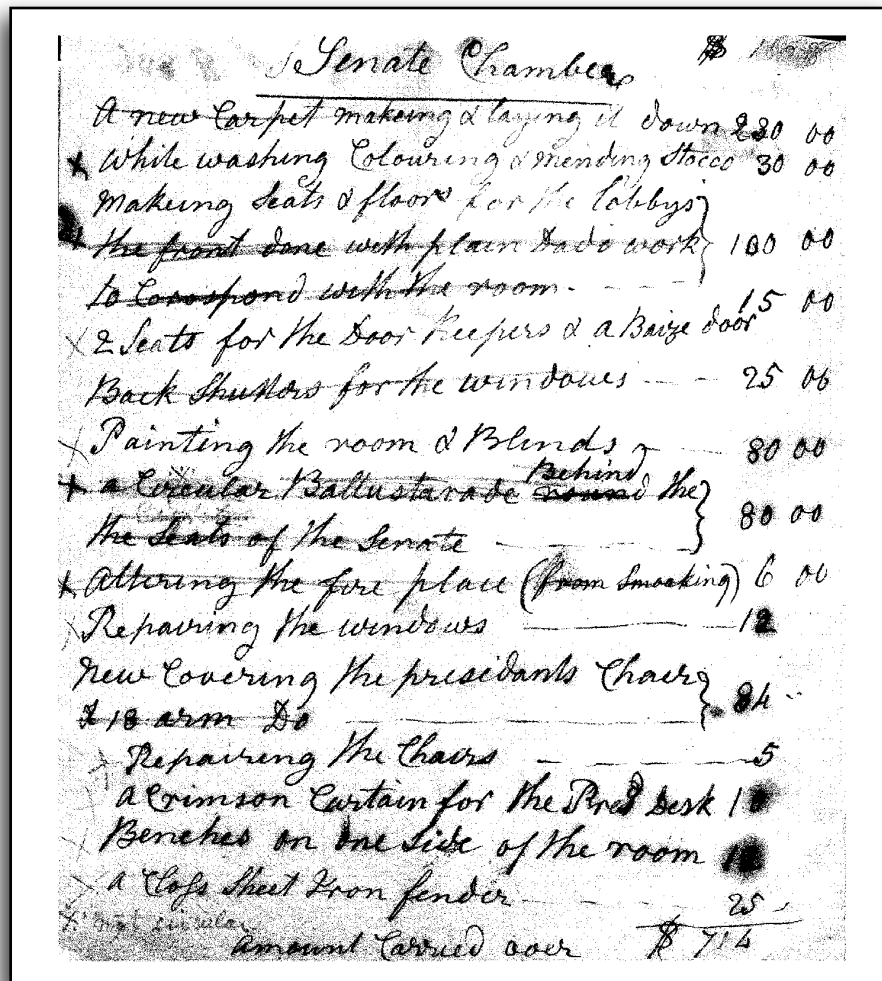 Senate Chamber $
A new Carpet makeing & laying it down 230 00
x While washing Colouring & mending Stocco 30 00
Makeing Seats & floors for the lobbys
x the front done with plain Dado work } 100 00
to Corospond with the room - - - 15 00
x 2 Seats for the Door Keepers & a Baize door
Back Shutters for the windows - - 25 00
x Painting the room & Blinds - - 80 00
Behind
x a Circular Ballustarade round the
the Seats of the Senate - - - } 80 00
x Altering the fire place (from Smoaking) 6 00
x Repairing the windows - - 12
New Covering the presidants Chair
& 18 arm Do - - - } 84 --
x Repairing the Chairs - - - 5
x a Crimson Curtain for the Pred Desk 10
x Benches on one side of the room 12
x a Closs Sheet Iron fender - - 25 -
amount Carried over $ 714